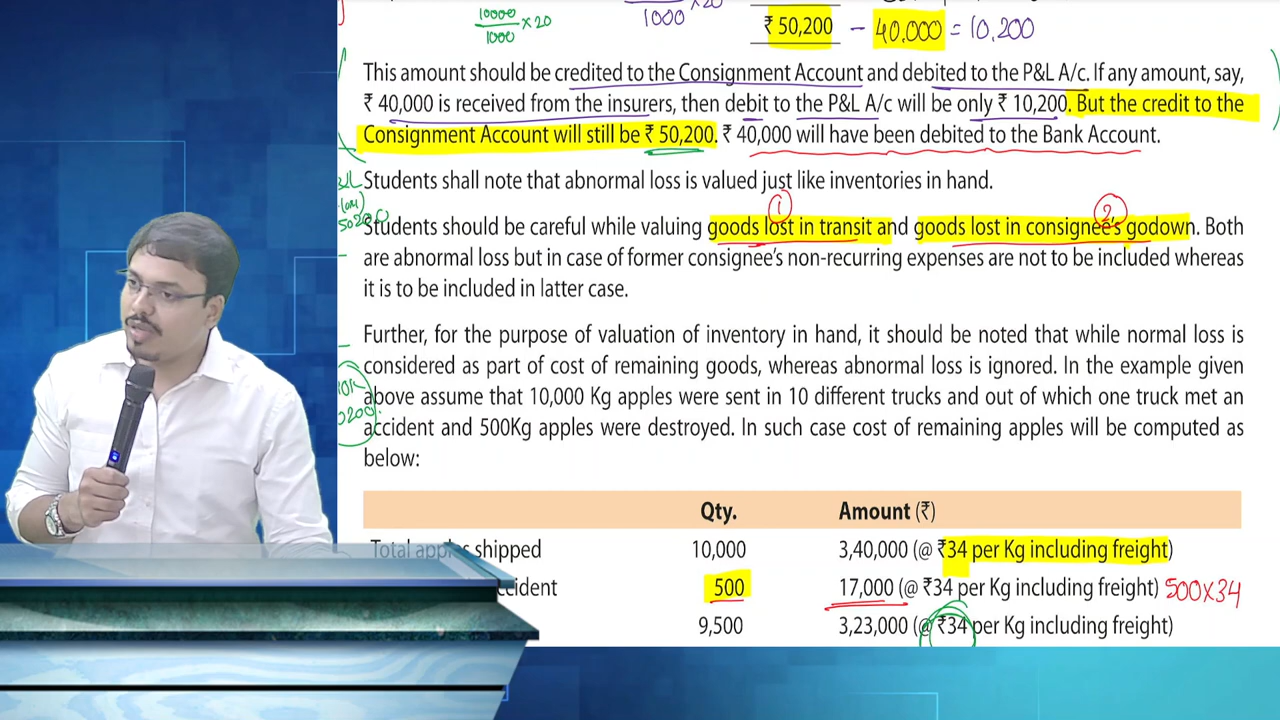 10000
1000 × 20
1000 ×20
₹ 50,200 – 40,000 = 10,200
This amount should be credited to the Consignment Account and debited to the P&L A/c. If any amount, say,
₹ 40,000 is received from the insurers, then debit to the P&L A/c will be only ₹ 10,200. But the credit to the
Consignment Account will still be ₹ 50,200. ₹ 40,000 will have been debited to the Bank Account.
Students shall note that abnormal loss is valued just like inventories in hand.
50200
1
2
Students should be careful while valuing goods lost in transit and goods lost in consignee's godown. Both
are abnormal loss but in case of former consignee's non-recurring expenses are not to be included whereas
it is to be included in latter case.
Further, for the purpose of valuation of inventory in hand, it should be noted that while normal loss is
considered as part of cost of remaining goods, whereas abnormal loss is ignored. In the example given
above assume that 10,000 Kg apples were sent in 10 different trucks and out of which one truck met an
accident and 500Kg apples were destroyed. In such case cost of remaining apples will be computed as
below:
Qty. Amount (₹)
Total apples shipped 10,000 3,40,000 (@ ₹34 per Kg including freight)
500 17,000 (@ ₹34 per Kg including freight) 500×34
9,500 3,23,000 (@ ₹34 per Kg including freight)